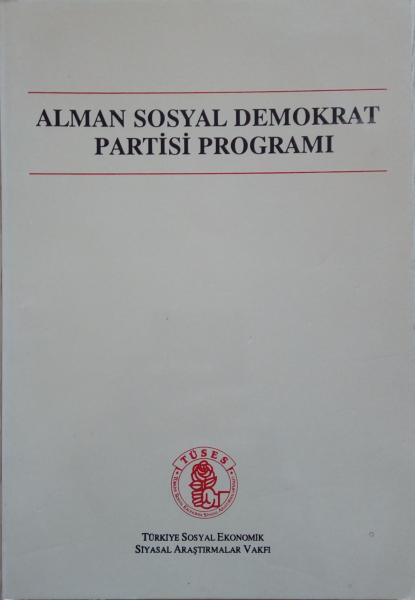 ALMAN SOSYAL DEMOKRAT
PARTİSİ PROGRAMI
TÜSES
TÜRKİYE SOSYAL EKONOMİK
SİYASAL ARAŞTIRMALAR VAKFI